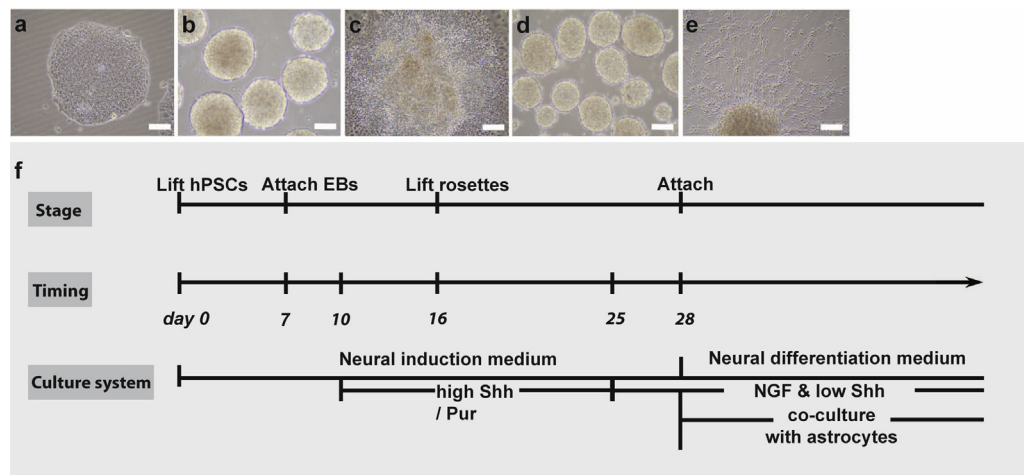 a b c d e
f
Lift hPSCs Attach EBs Lift rosettes Attach
Stage
Timing
day 0 7 10 16 25 28
Neural induction medium Neural differentiation medium
Culture system
high Shh NGF & low Shh
/ Pur co-culture
with astrocytes